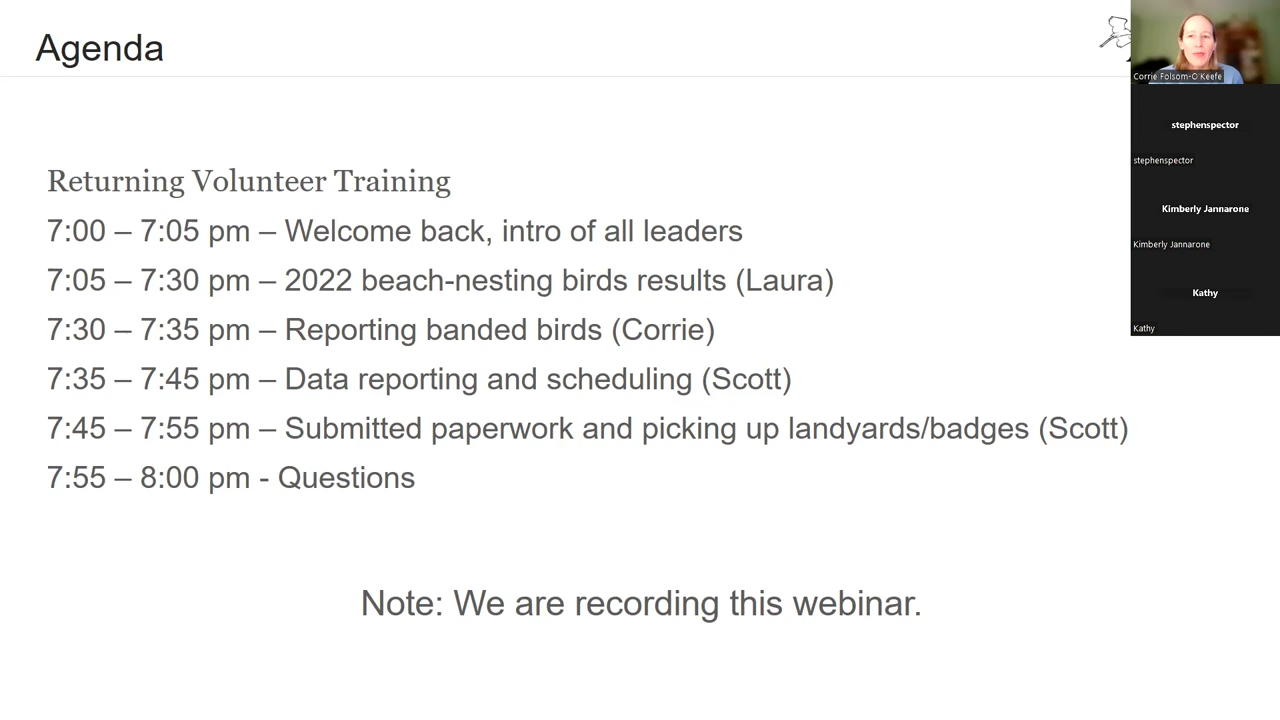 Agenda
Returning Volunteer Training
7:00 – 7:05 pm – Welcome back, intro of all leaders
7:05 – 7:30 pm – 2022 beach-nesting birds results (Laura)
7:30 – 7:35 pm – Reporting banded birds (Corrie)
7:35 – 7:45 pm – Data reporting and scheduling (Scott)
7:45 – 7:55 pm – Submitted paperwork and picking up landyards/badges (Scott)
7:55 – 8:00 pm - Questions
Note: We are recording this webinar.
Corrie Folsom-O'Keefe
stephenspector
stephenspector
Kimberly Jannarone
Kimberly Jannarone
Kathy
Kathy